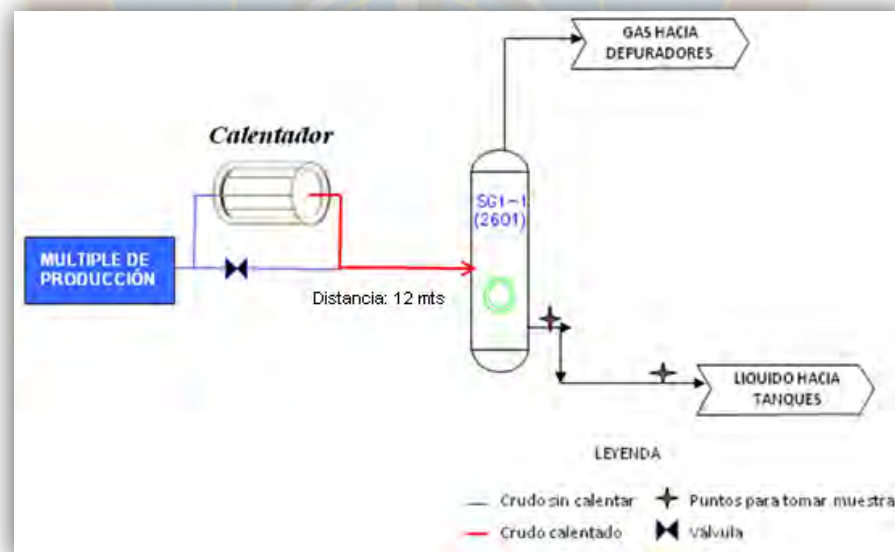 GAS HACIA
DEPURADORES
Calentador
SG1-1
(2601)
MULTIPLE DE
PRODUCCIÓN
Distancia: 12 mts
LIQUIDO HACIA
TANQUES
LEYENDA
Crudo sin calentar
Puntos para tomar muestra
Crudo calentado
Válvula